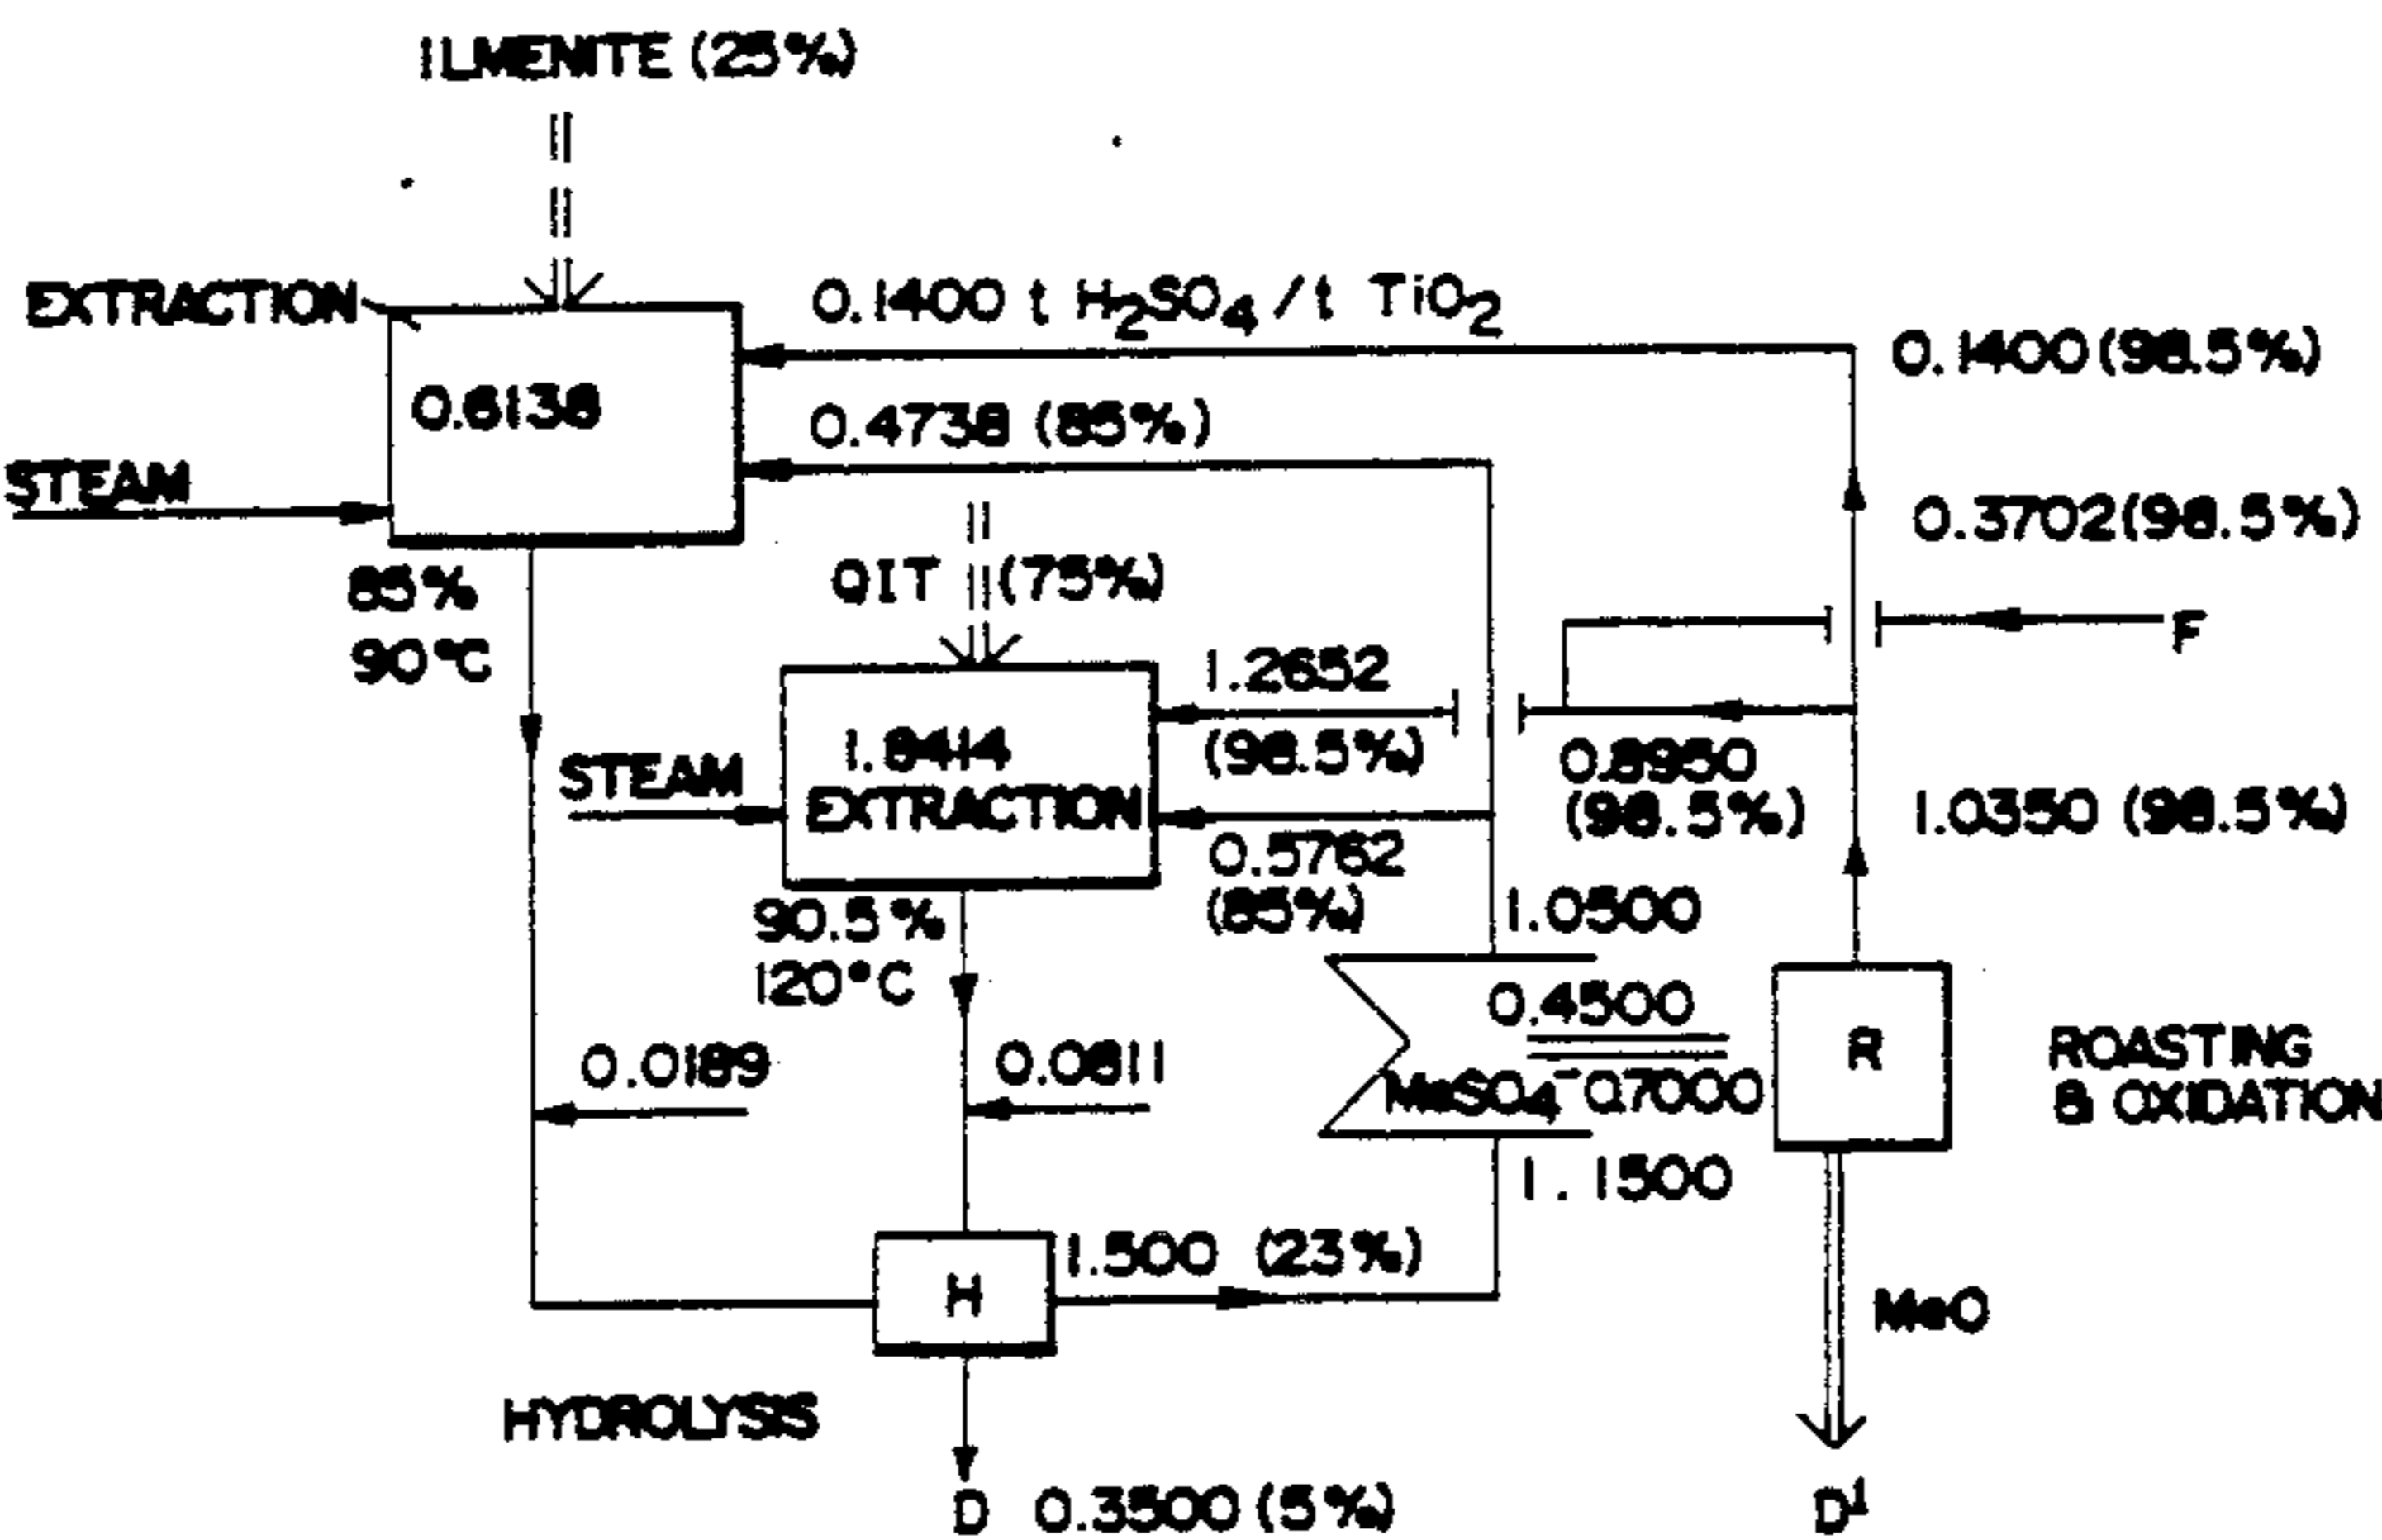 ILMENITE (25%)
EXTRACTION
0.1400 t H2SO4 /t TiO2
0.1400 (98.5%)
0.6138
0.4738 (85%)
STEAM
0.3702 (98.5%)
85%
90°C
QIT (75%)
F
1.2652
(98.5%)
1.8414
EXTRACTION
STEAM
0.8950
(98.5%)
1.0350 (98.5%)
0.5762
(85%)
90.5%
120°C
1.0500
0.4500
MeSO4-0.7000
R
ROASTING
& OXIDATION
0.0189
0.0611
1.1500
1.500 (23%)
H
MeO
HYDROLYSIS
D 0.3500 (5%)
D1